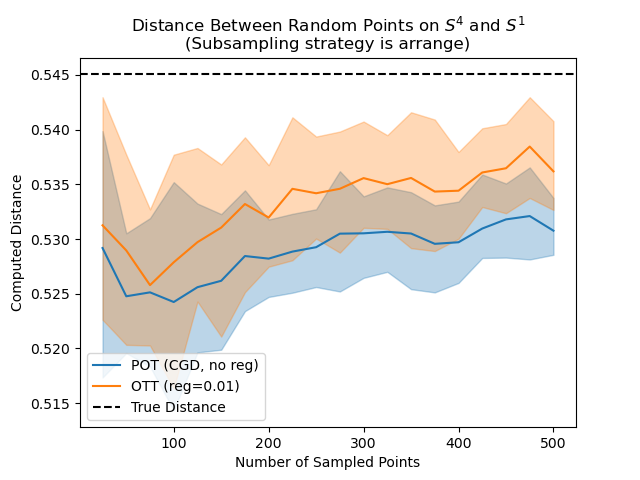 Distance Between Random Points on $S^4$ and $S^1$
(Subsampling strategy is arrange)
Computed Distance
0.545
0.540
0.535
0.530
0.525
0.520
0.515
POT (CGD, no reg)
OTT (reg=0.01)
True Distance
100
200
300
400
500
Number of Sampled Points